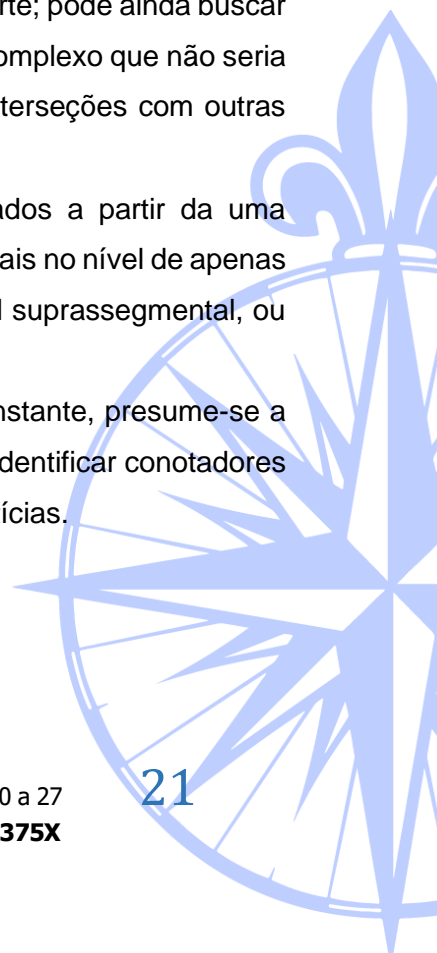 rte; pode ainda buscar
omplexo que não seria
terseções com outras
ados a partir da uma
ais no nível de apenas
l suprassegmental, ou
nstante, presume-se a
dentificar conotadores
ícias.
0 a 27
21
375X